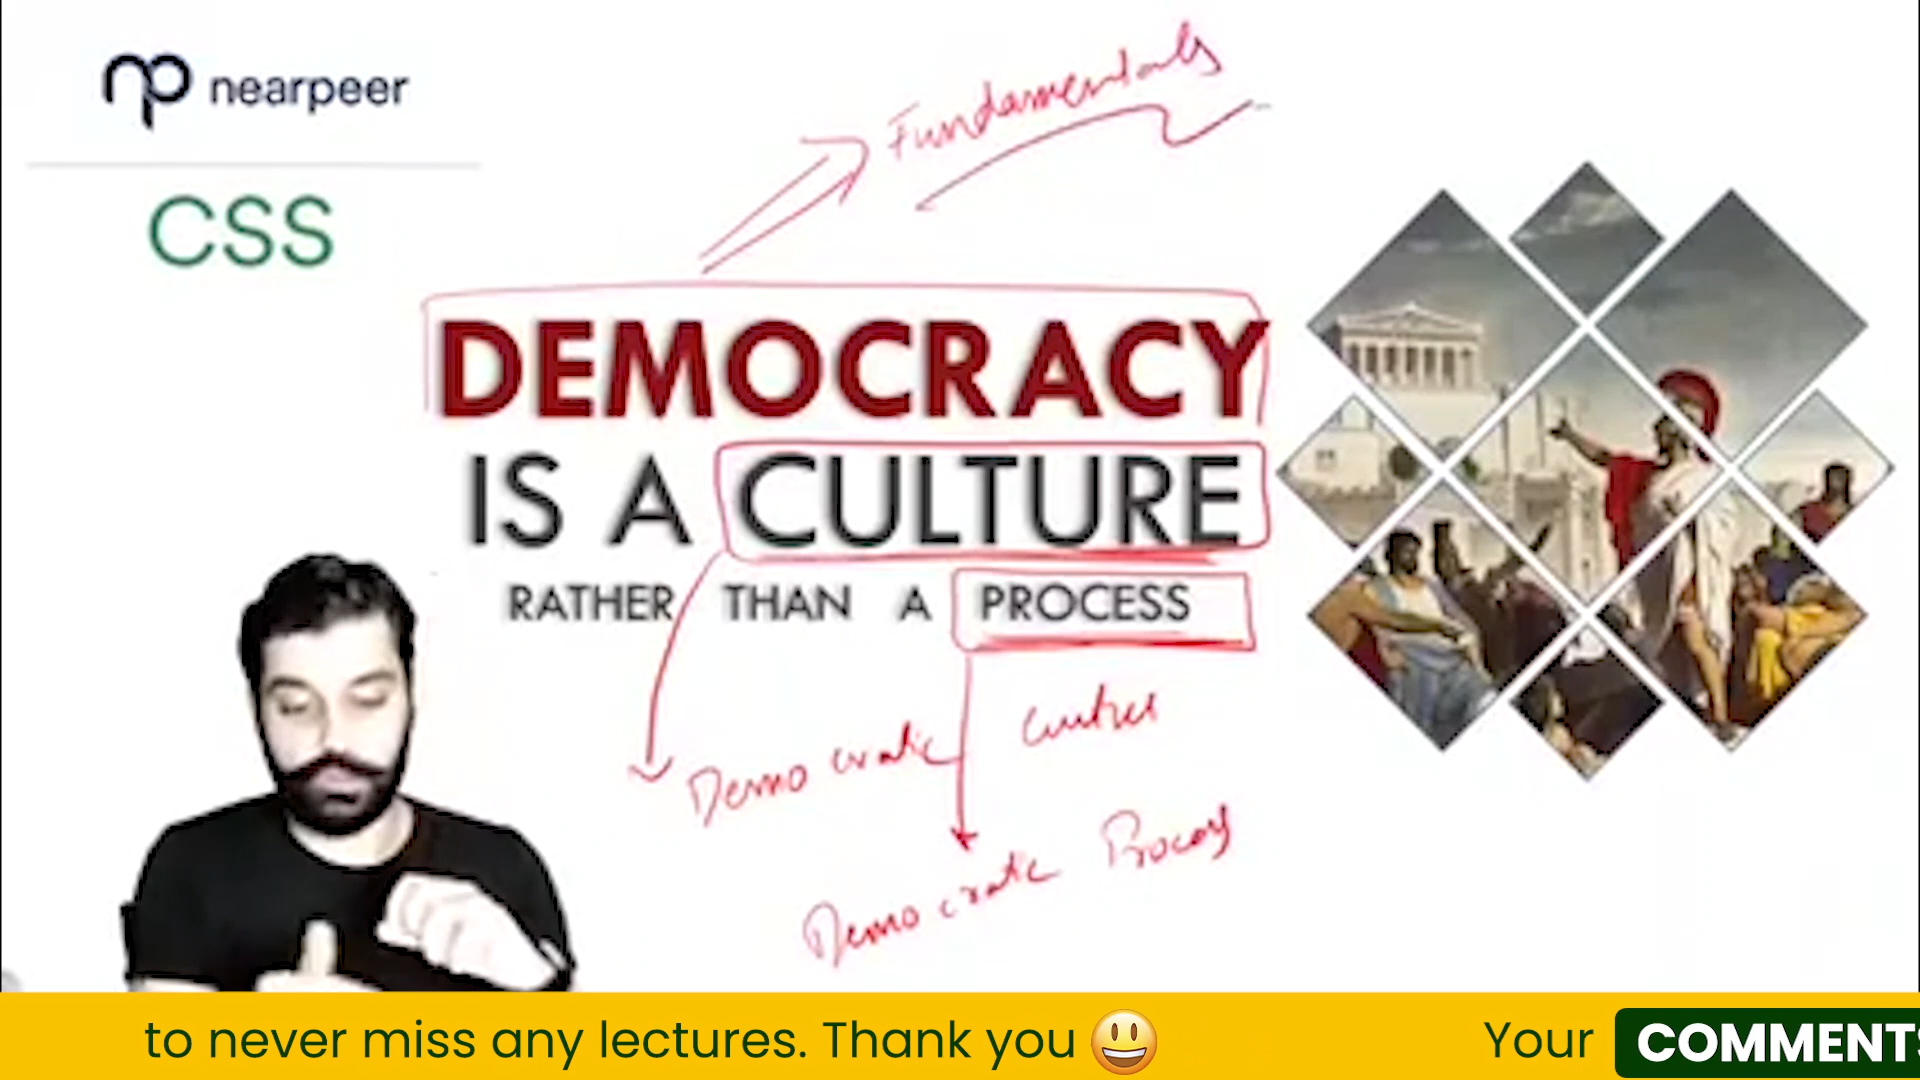 nearpeer
CSS
Fundamentals
DEMOCRACY
IS A CULTURE
RATHER THAN A PROCESS
Democratic Culture
Democratic Process
to never miss any lectures. Thank you 😃 Your COMMENTS